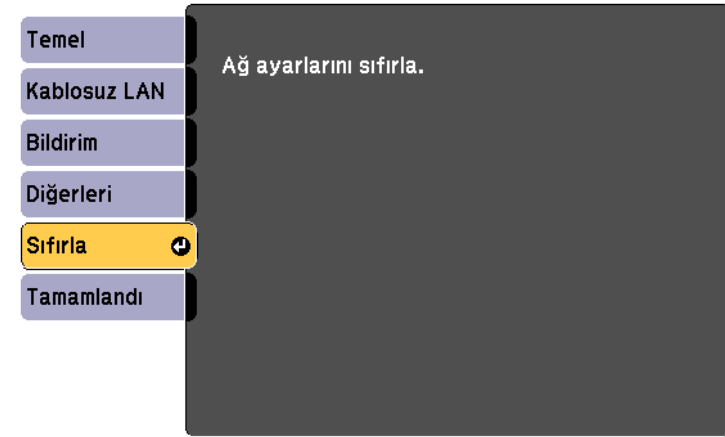 Temel
Kablosuz LAN
Bildirim
Diğerleri
Sıfırla
Tamamlandı
Ağ ayarlarını sıfırla.